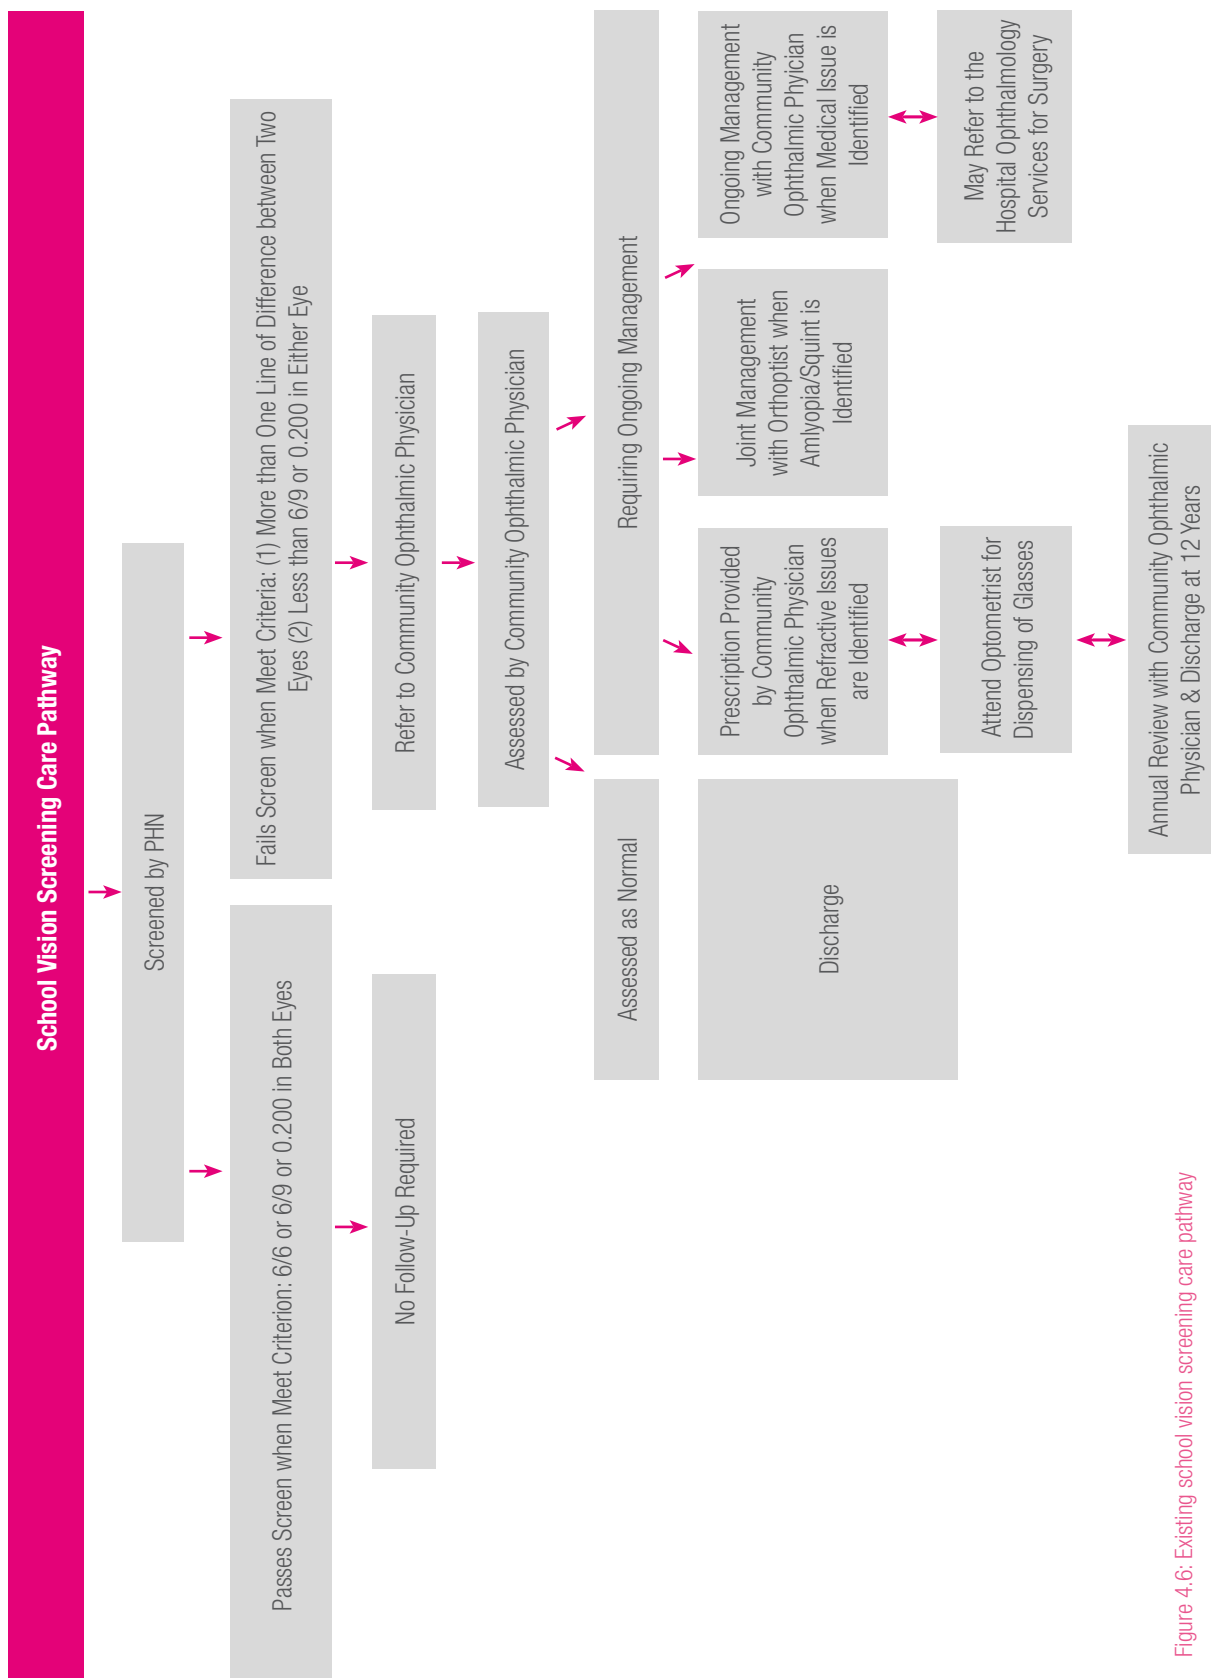 School Vision Screening Care Pathway
Screened by PHN
Passes Screen when Meet Criterion: 6/6 or 6/9 or 0.200 in Both Eyes
Fails Screen when Meet Criteria: (1) More than One Line of Difference between Two
Eyes (2) Less than 6/9 or 0.200 in Either Eye
No Follow-Up Required
Refer to Community Ophthalmic Physician
Assessed by Community Ophthalmic Physician
Assessed as Normal
Requiring Ongoing Management
Discharge
Prescription Provided
by Community
Ophthalmic Physician
when Refractive Issues
are Identified
Joint Management
with Orthoptist when
Amlyopia/Squint is
Identified
Ongoing Management
with Community
Ophthalmic Phyician
when Medical Issue is
Identified
Attend Optometrist for
Dispensing of Glasses
May Refer to the
Hospital Ophthalmology
Services for Surgery
Annual Review with Community Ophthalmic
Physician & Discharge at 12 Years
Figure 4.6: Existing school vision screening care pathway